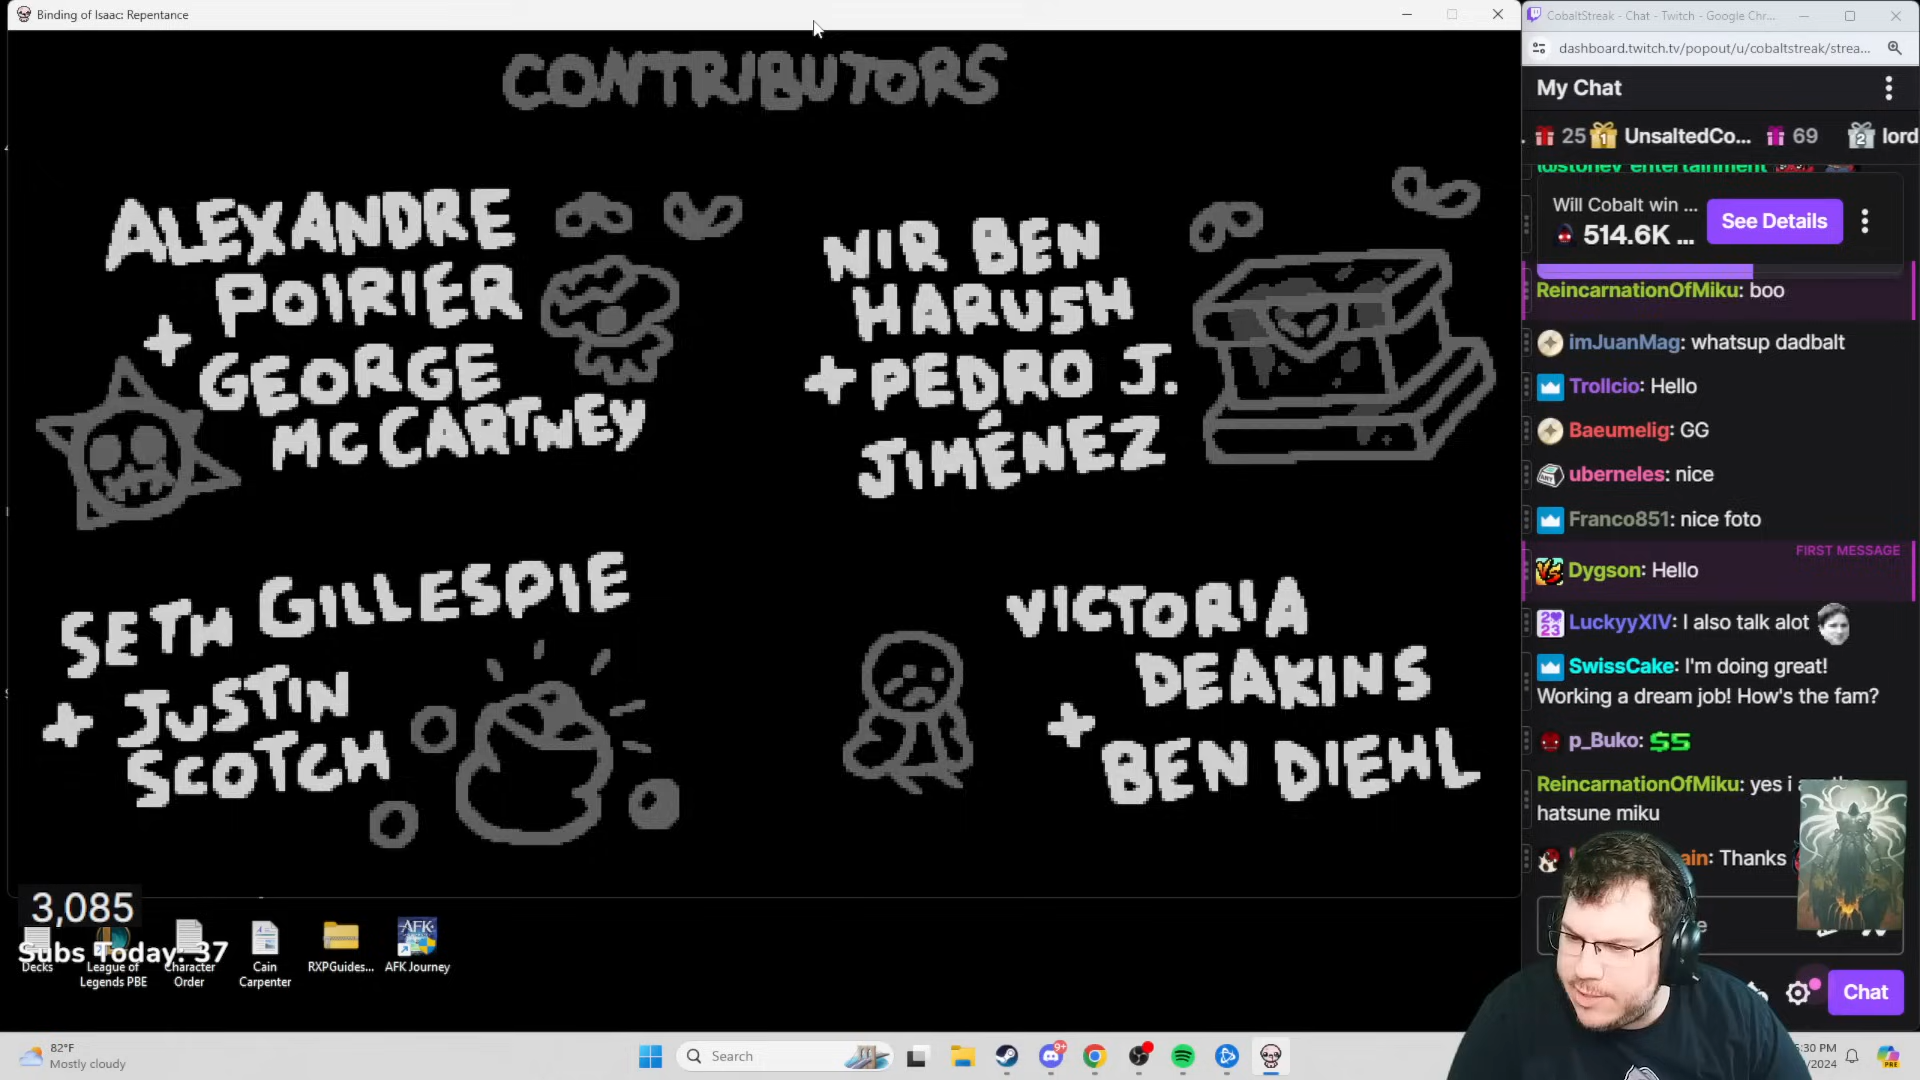 Binding of Isaac: Repentance
CONTRIBUTORS
ALEXANDRE
POIRIER
+
GEORGE
MCCARTNEY
NIR BEN
HARUSH
+ PEDRO J.
JIMÉNEZ
SETH GILLESPIE
+ JUSTIN
SCOTCH
VICTORIA
DEAKINS
+
BEN DIEHL
3,085
Subs Today: 37
Decks
League of
Legends PBE
Character
Order
Cain
Carpenter
RXPGuides...
AFK Journey
82°F
Mostly cloudy
Search
9+
:30 PM
/2024
CobaltStreak - Chat - Twitch - Google Chr...
dashboard.twitch.tv/popout/u/cobaltstreak/strea...
My Chat
25 UnsaltedCo... 69 lord
Will Cobalt win ...
514.6K ...
See Details
ReincarnationOfMiku: boo
imJuanMag: whatsup dadbalt
Trollcio: Hello
Baeumelig: GG
uberneles: nice
Franco851: nice foto
FIRST MESSAGE
Dygson: Hello
LuckyyXIV: I also talk alot
SwissCake: I'm doing great!
Working a dream job! How's the fam?
p_Buko: $$
ReincarnationOfMiku: yes i
hatsune miku
ain: Thanks
Chat